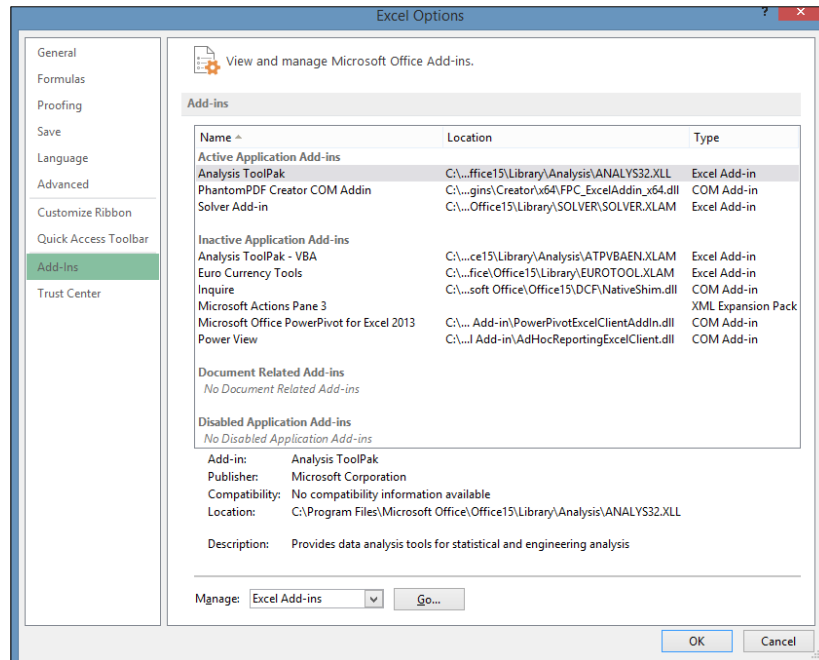 Excel Options
?
General
Formulas
Proofing
Save
Language
Advanced
Customize Ribbon
Quick Access Toolbar
Add-Ins
Trust Center
View and manage Microsoft Office Add-ins.
Add-ins
Name Location Type
Active Application Add-ins
Analysis ToolPak C:\...ffice15\Library\Analysis\ANALYS32.XLL Excel Add-in
PhantomPDF Creator COM Addin C:\...gins\Creator\x64\FPC_ExcelAddin_x64.dll COM Add-in
Solver Add-in C:\...Office15\Library\SOLVER\SOLVER.XLAM Excel Add-in
Inactive Application Add-ins
Analysis ToolPak - VBA C:\...ce15\Library\Analysis\ATPVBAEN.XLAM Excel Add-in
Euro Currency Tools C:\...fice\Office15\Library\EUROTOOL.XLAM Excel Add-in
Inquire C:\...soft Office\Office15\DCF\NativeShim.dll COM Add-in
Microsoft Actions Pane 3 XML Expansion Pack
Microsoft Office PowerPivot for Excel 2013 C:\... Add-in\PowerPivotExcelClientAddIn.dll COM Add-in
Power View C:\...l Add-in\AdHocReportingExcelClient.dll COM Add-in
Document Related Add-ins
No Document Related Add-ins
Disabled Application Add-ins
No Disabled Application Add-ins
Add-in: Analysis ToolPak
Publisher: Microsoft Corporation
Compatibility: No compatibility information available
Location: C:\Program Files\Microsoft Office\Office15\Library\Analysis\ANALYS32.XLL
Description: Provides data analysis tools for statistical and engineering analysis
Manage: Excel Add-ins Go...
OK Cancel